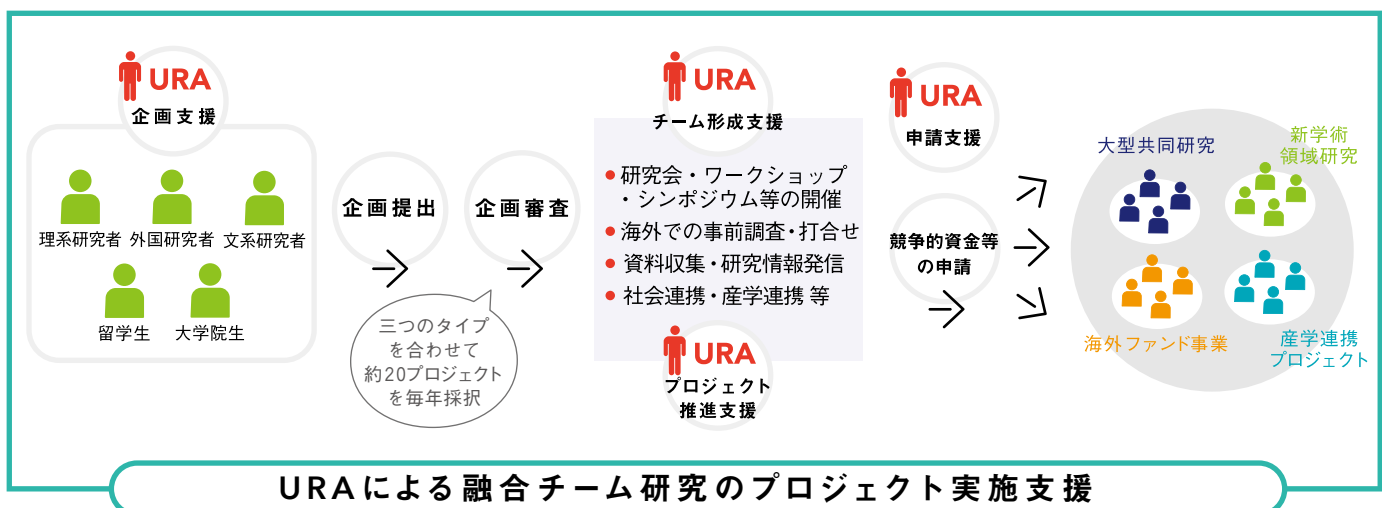 URA
企画支援
理系研究者 外国研究者 文系研究者
留学生 大学院生
企画提出
企画審査
三つのタイプ
を合わせて
約20プロジェクト
を毎年採択
URA
チーム形成支援
●研究会・ワークショップ
・シンポジウム等の開催
●海外での事前調査・打合せ
●資料収集・研究情報発信
●社会連携・産学連携 等
URA
プロジェクト
推進支援
URA
申請支援
競争的資金等
の申請
大型共同研究
新学術
領域研究
海外ファンド事業
産学連携
プロジェクト
URAによる融合チーム研究のプロジェクト実施支援